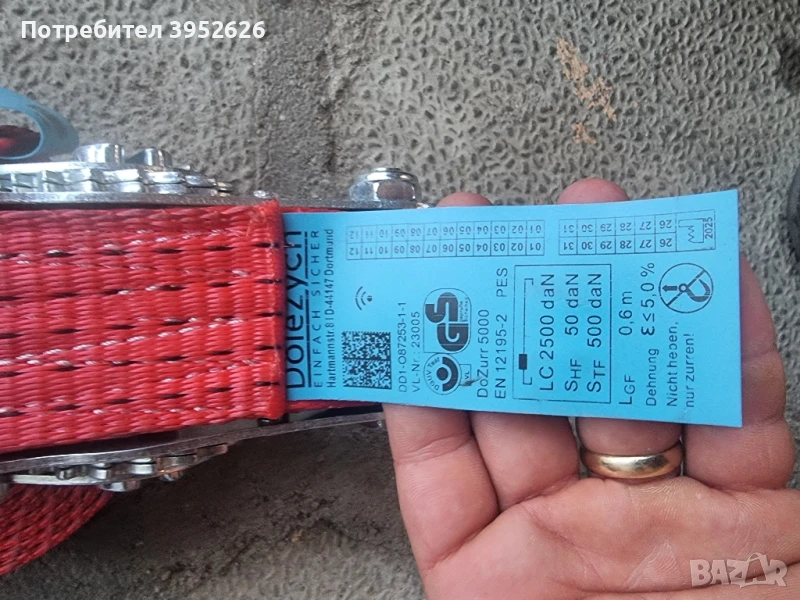 Потребител 3952626
Dolezych
EINFACH SICHER
Hartmannstr.8 I D-44147 Dortmund
DD1-O87253-1-1
VL-Nr.: 23005
GS
DoZurr 5000
EN 12195-2 PES
LC 2500 daN
SHF 50 daN
STF 500 daN
LGF 0,6 m
Dehnung ε ≤ 5,0 %
Nicht heben,
nur zurren!
01 02 03 04 05 06 07 08 09 10 11 12
01 02 03 04 05 06 07 08 09 10 11 12
26 27 28 29 30 31
26 27 28 29 30 31
2025
BAZAR